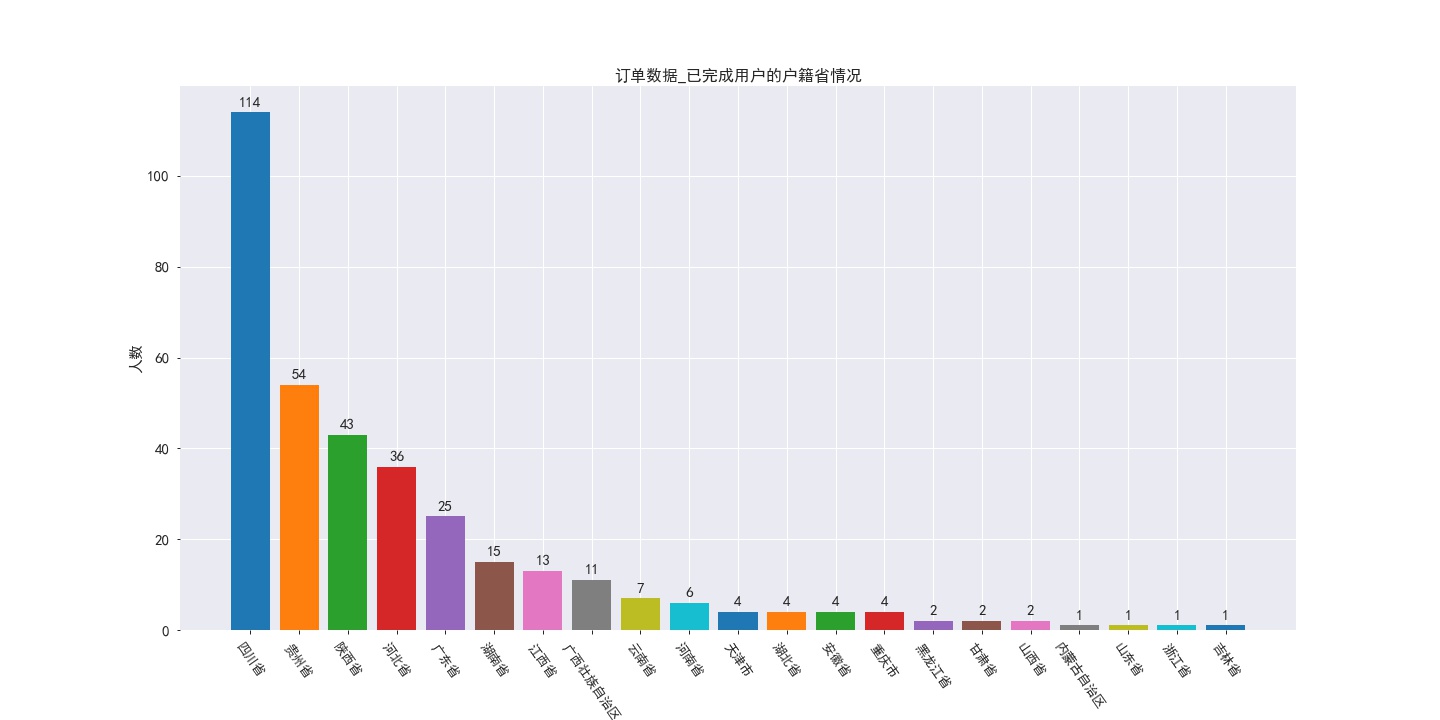 订单数据_已完成用户的户籍省情况
人数
100
80
60
40
20
0
114
54
43
36
25
15
13
11
7
6
4
4
4
4
2
2
2
1
1
1
1
四川省
贵州省
陕西省
河北省
广东省
湖南省
江西省
广西壮族自治区
云南省
河南省
天津市
湖北省
安徽省
重庆市
黑龙江省
甘肃省
山西省
内蒙古自治区
山东省
浙江省
吉林省